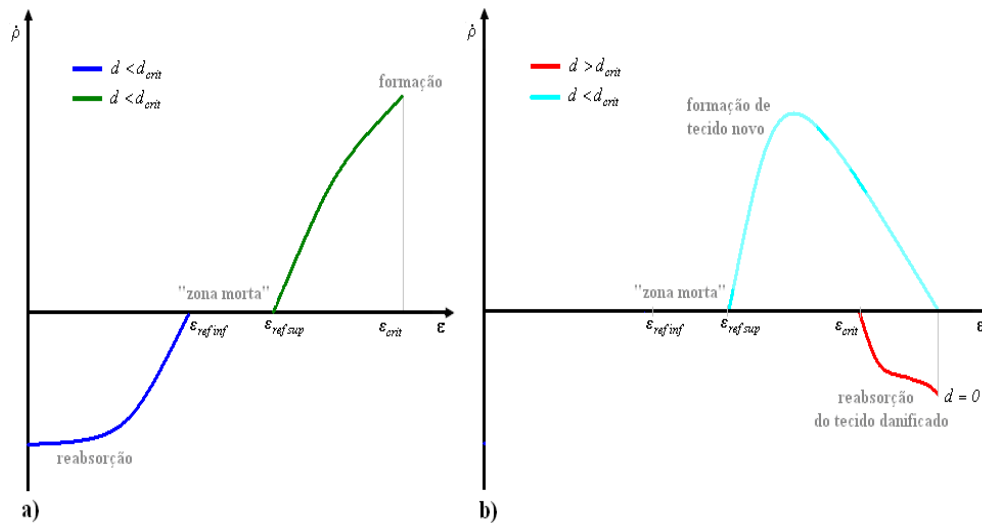 ρ̇
d < d_crit
d < d_crit
formação
"zona morta"
ε_ref inf
ε_ref sup
ε_crit
ε
reabsorção
a)
ρ̇
d > d_crit
d < d_crit
formação de
tecido novo
"zona morta"
ε_ref inf
ε_ref sup
ε_crit
ε
reabsorção
do tecido danificado
d = 0
b)